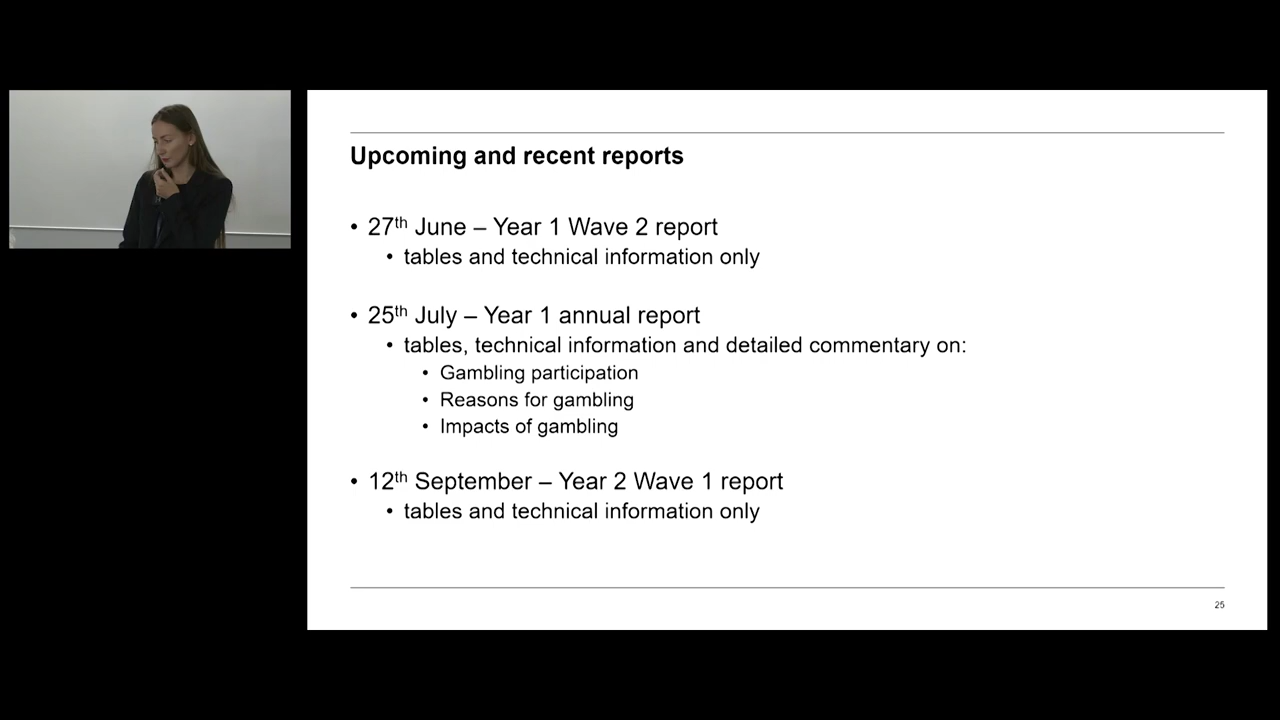 Upcoming and recent reports
• 27th June – Year 1 Wave 2 report
• tables and technical information only
• 25th July – Year 1 annual report
• tables, technical information and detailed commentary on:
• Gambling participation
• Reasons for gambling
• Impacts of gambling
• 12th September – Year 2 Wave 1 report
• tables and technical information only
25